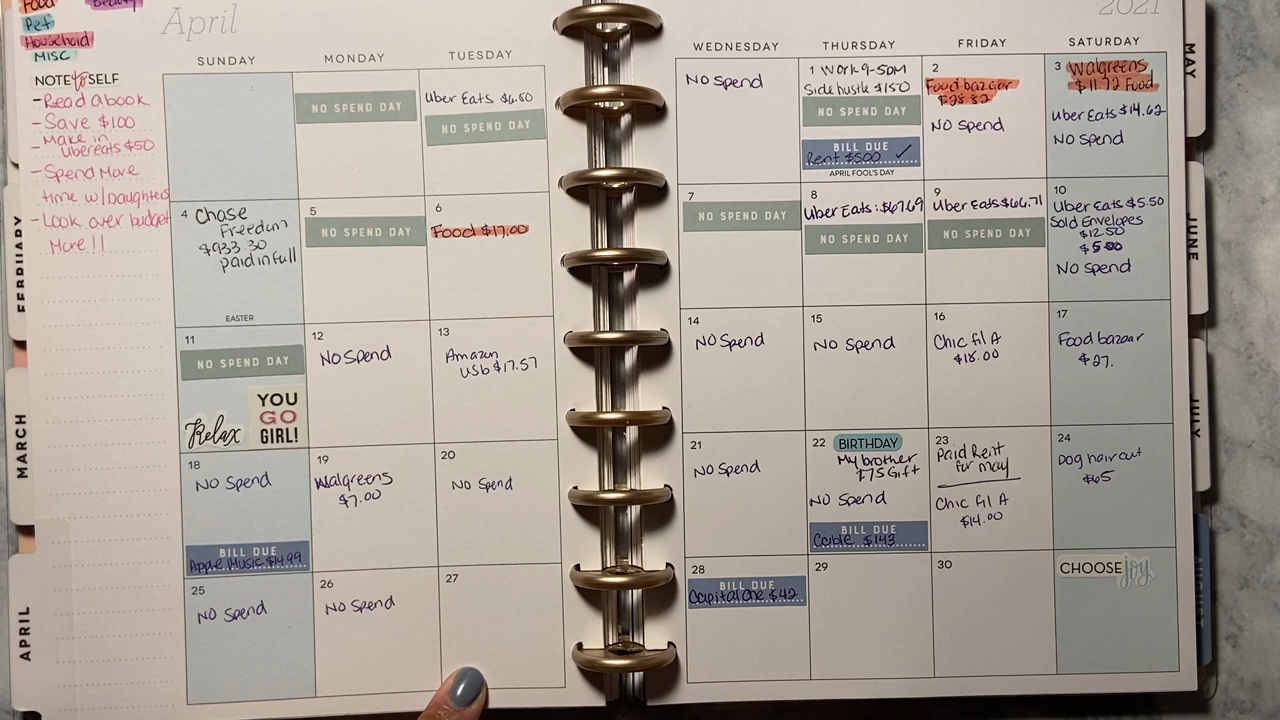 Food
Beauty
Pet
Household
MISC
NOTE to SELF
-Read a book
-Save $100
-Make in
Ubereats $50
-Spend More
time w/Daughters
-Look over budget
More!!
April
2021
SUNDAY
MONDAY
TUESDAY
WEDNESDAY
THURSDAY
FRIDAY
SATURDAY
NO SPEND DAY
Uber Eats $6.50
NO SPEND DAY
NO Spend
1 Work 9-5pm
Side hustle $150
NO SPEND DAY
BILL DUE
Rent $500 ✓
APRIL FOOL'S DAY
2
Food bazaar
$28.82
NO Spend
3 Walgreens
$11.72 Food
Uber Eats $14.62
NO Spend
4 Chase
Freedom
$933.30
paid in full
EASTER
5
NO SPEND DAY
6
Food $17.00
7
NO SPEND DAY
8
Uber Eats: $67.69
NO SPEND DAY
9
Uber Eats $66.71
NO SPEND DAY
10
Uber Eats $5.50
Sold Envelopes
$12.50
$5.00
NO Spend
11
NO SPEND DAY
Relax
YOU
GO
GIRL!
12
NO Spend
13
Amazon
usb $17.57
14
NO Spend
15
NO Spend
16
Chic fil A
$18.00
17
Food bazaar
$27.
18
NO Spend
BILL DUE
Apple Music $14.99
19
Walgreens
$7.00
20
NO Spend
21
NO Spend
22 BIRTHDAY
My brother
$75 Gift
NO Spend
BILL DUE
Cable $143
23
Paid Rent
for may
Chic fil A
$14.00
24
Dog haircut
$65
25
NO Spend
26
NO Spend
27
28
BILL DUE
Capital One $42
29
30
CHOOSE joy
FEBRUARY
MARCH
APRIL
MAY
JUNE
JULY
AUGUST